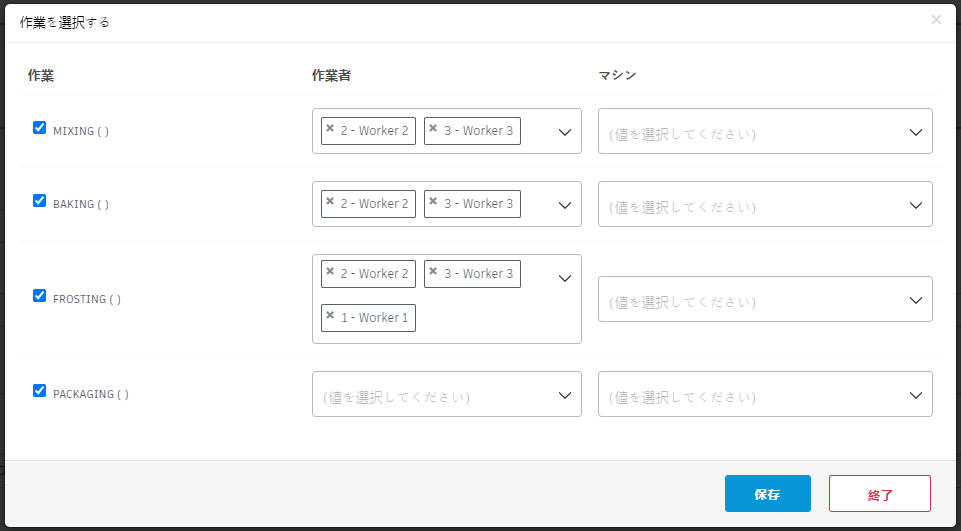 作業を選択する ×
作業 作業者 マシン
MIXING ( ) × 2 - Worker 2 × 3 - Worker 3 (値を選択してください)
BAKING ( ) × 2 - Worker 2 × 3 - Worker 3 (値を選択してください)
FROSTING ( ) × 2 - Worker 2 × 3 - Worker 3 (値を選択してください)
× 1 - Worker 1
PACKAGING ( ) (値を選択してください) (値を選択してください)
保存 終了